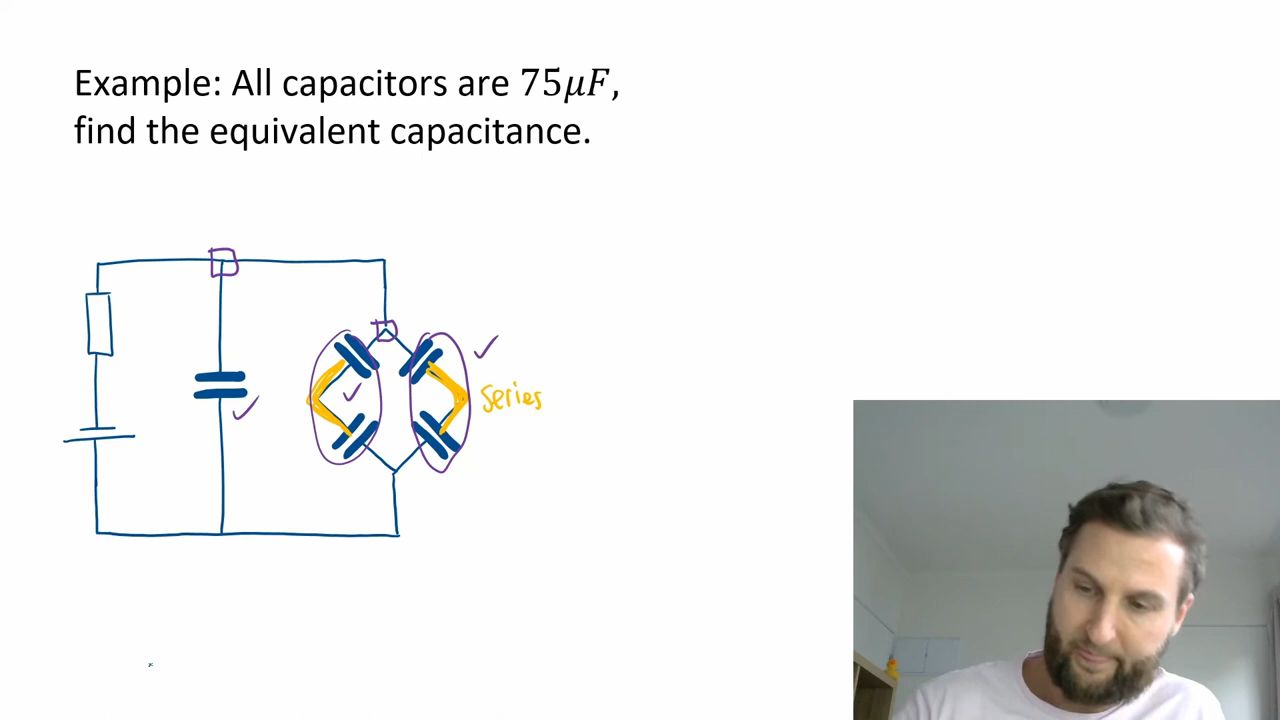 Example: All capacitors are 75μF,
find the equivalent capacitance.
series